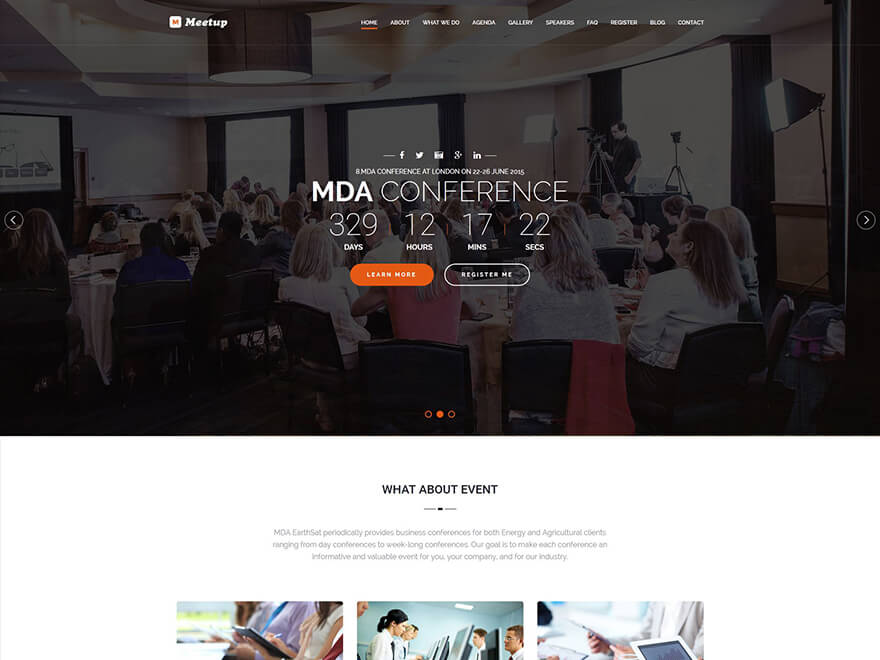 M Meetup
HOME ABOUT WHAT WE DO AGENDA GALLERY SPEAKERS FAQ REGISTER BLOG CONTACT
8.MDA CONFERENCE AT LONDON ON 22-26 JUNE 2015
MDA CONFERENCE
329 12 17 22
DAYS HOURS MINS SECS
LEARN MORE REGISTER ME
WHAT ABOUT EVENT
MDA EarthSat periodically provides business conferences for both Energy and Agricultural clients
ranging from day conferences to week-long conferences. Our goal is to make each conference an
informative and valuable event for you, your company, and for our industry.